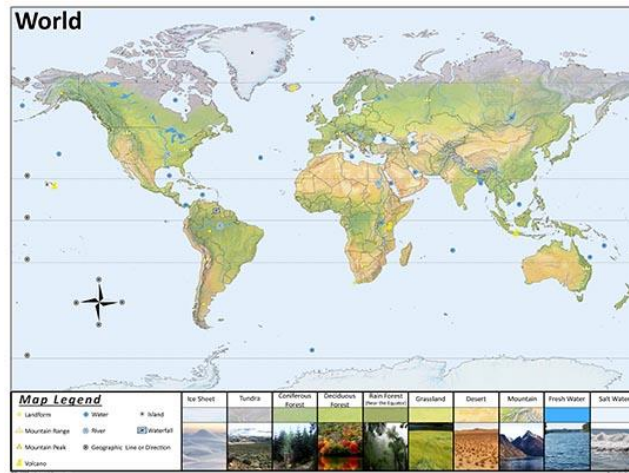 World
Map Legend
Landform
Water
Island
Mountain Range
River
Waterfall
Mountain Peak
Geographic Line or Direction
Volcano
Ice Sheet
Tundra
Coniferous
Forest
Deciduous
Forest
Rain Forest
(Near the Equator)
Grassland
Desert
Mountain
Fresh Water
Salt Water